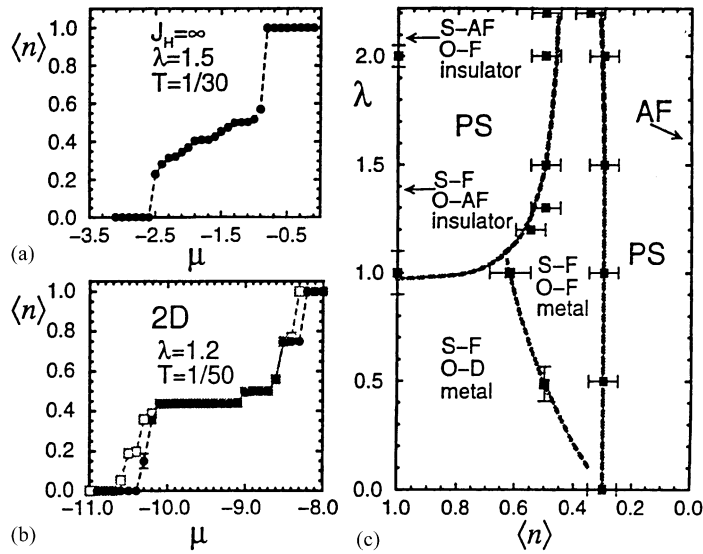 ⟨n⟩
1.0
0.8
0.6
0.4
0.2
0.0
J_H=∞
λ=1.5
T=1/30
-3.5 -2.5 -1.5 -0.5
μ
(a)
⟨n⟩
1.0
0.8
0.6
0.4
0.2
0.0
2D
λ=1.2
T=1/50
-11.0 -10.0 -9.0 -8.0
μ
(b)
2.0
λ
1.5
1.0
0.5
0.0
S-AF
O-F
insulator
PS
AF
S-F
O-AF
insulator
S-F
O-F
metal
PS
S-F
O-D
metal
1.0 0.8 0.6 0.4 0.2 0.0
⟨n⟩
(c)